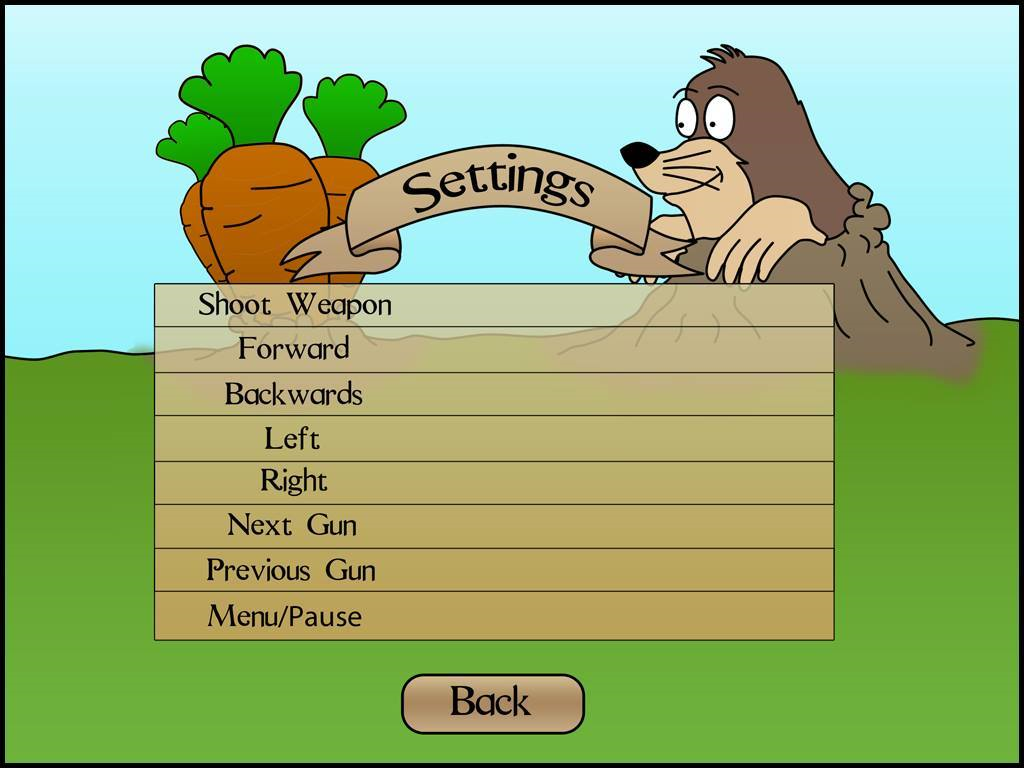 Settings
Shoot Weapon
Forward
Backwards
Left
Right
Next Gun
Previous Gun
Menu/Pause
Back